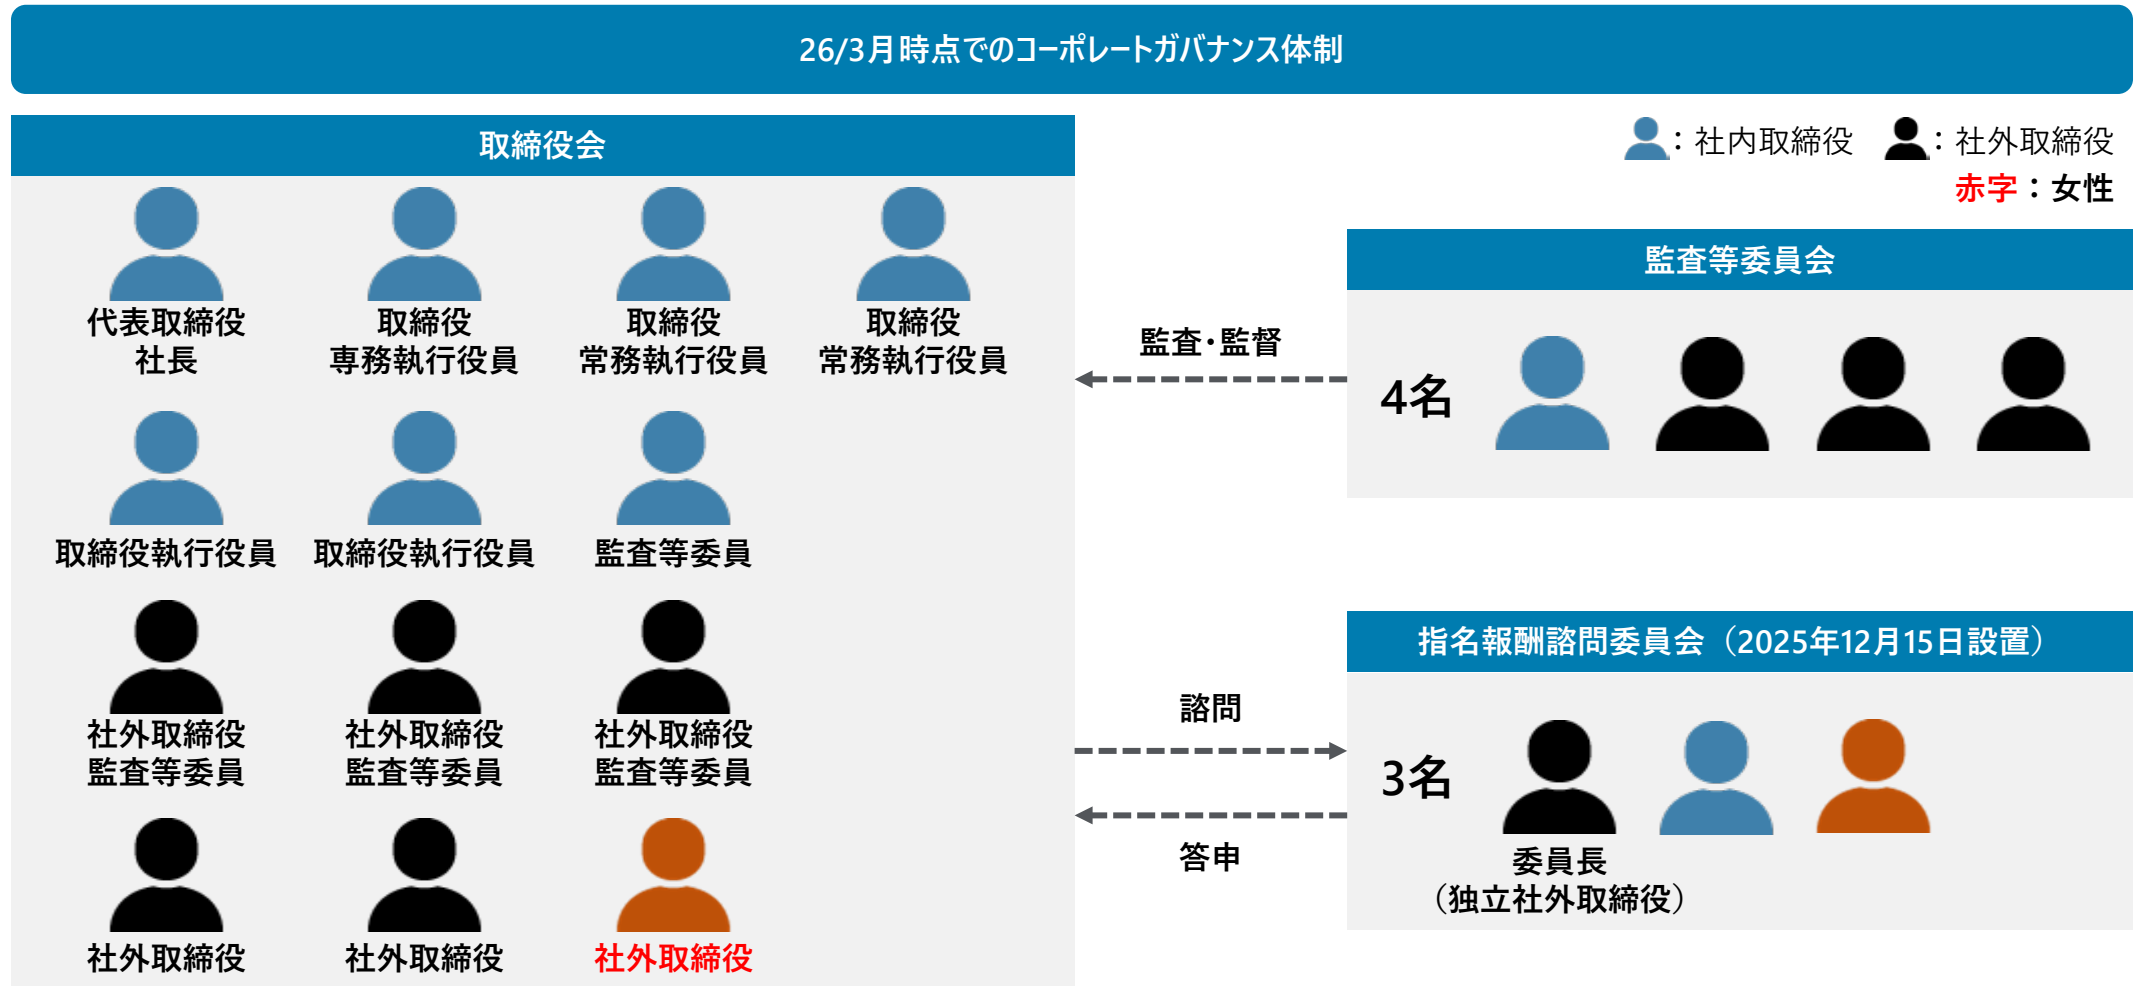 26/3月時点でのコーポレートガバナンス体制
取締役会
：社内取締役
：社外取締役
赤字：女性
代表取締役
社長
取締役
専務執行役員
取締役
常務執行役員
取締役
常務執行役員
取締役執行役員
取締役執行役員
監査等委員
社外取締役
監査等委員
社外取締役
監査等委員
社外取締役
監査等委員
社外取締役
社外取締役
社外取締役
監査・監督
監査等委員会
4名
諮問
答申
指名報酬諮問委員会（2025年12月15日設置）
3名
委員長
（独立社外取締役）